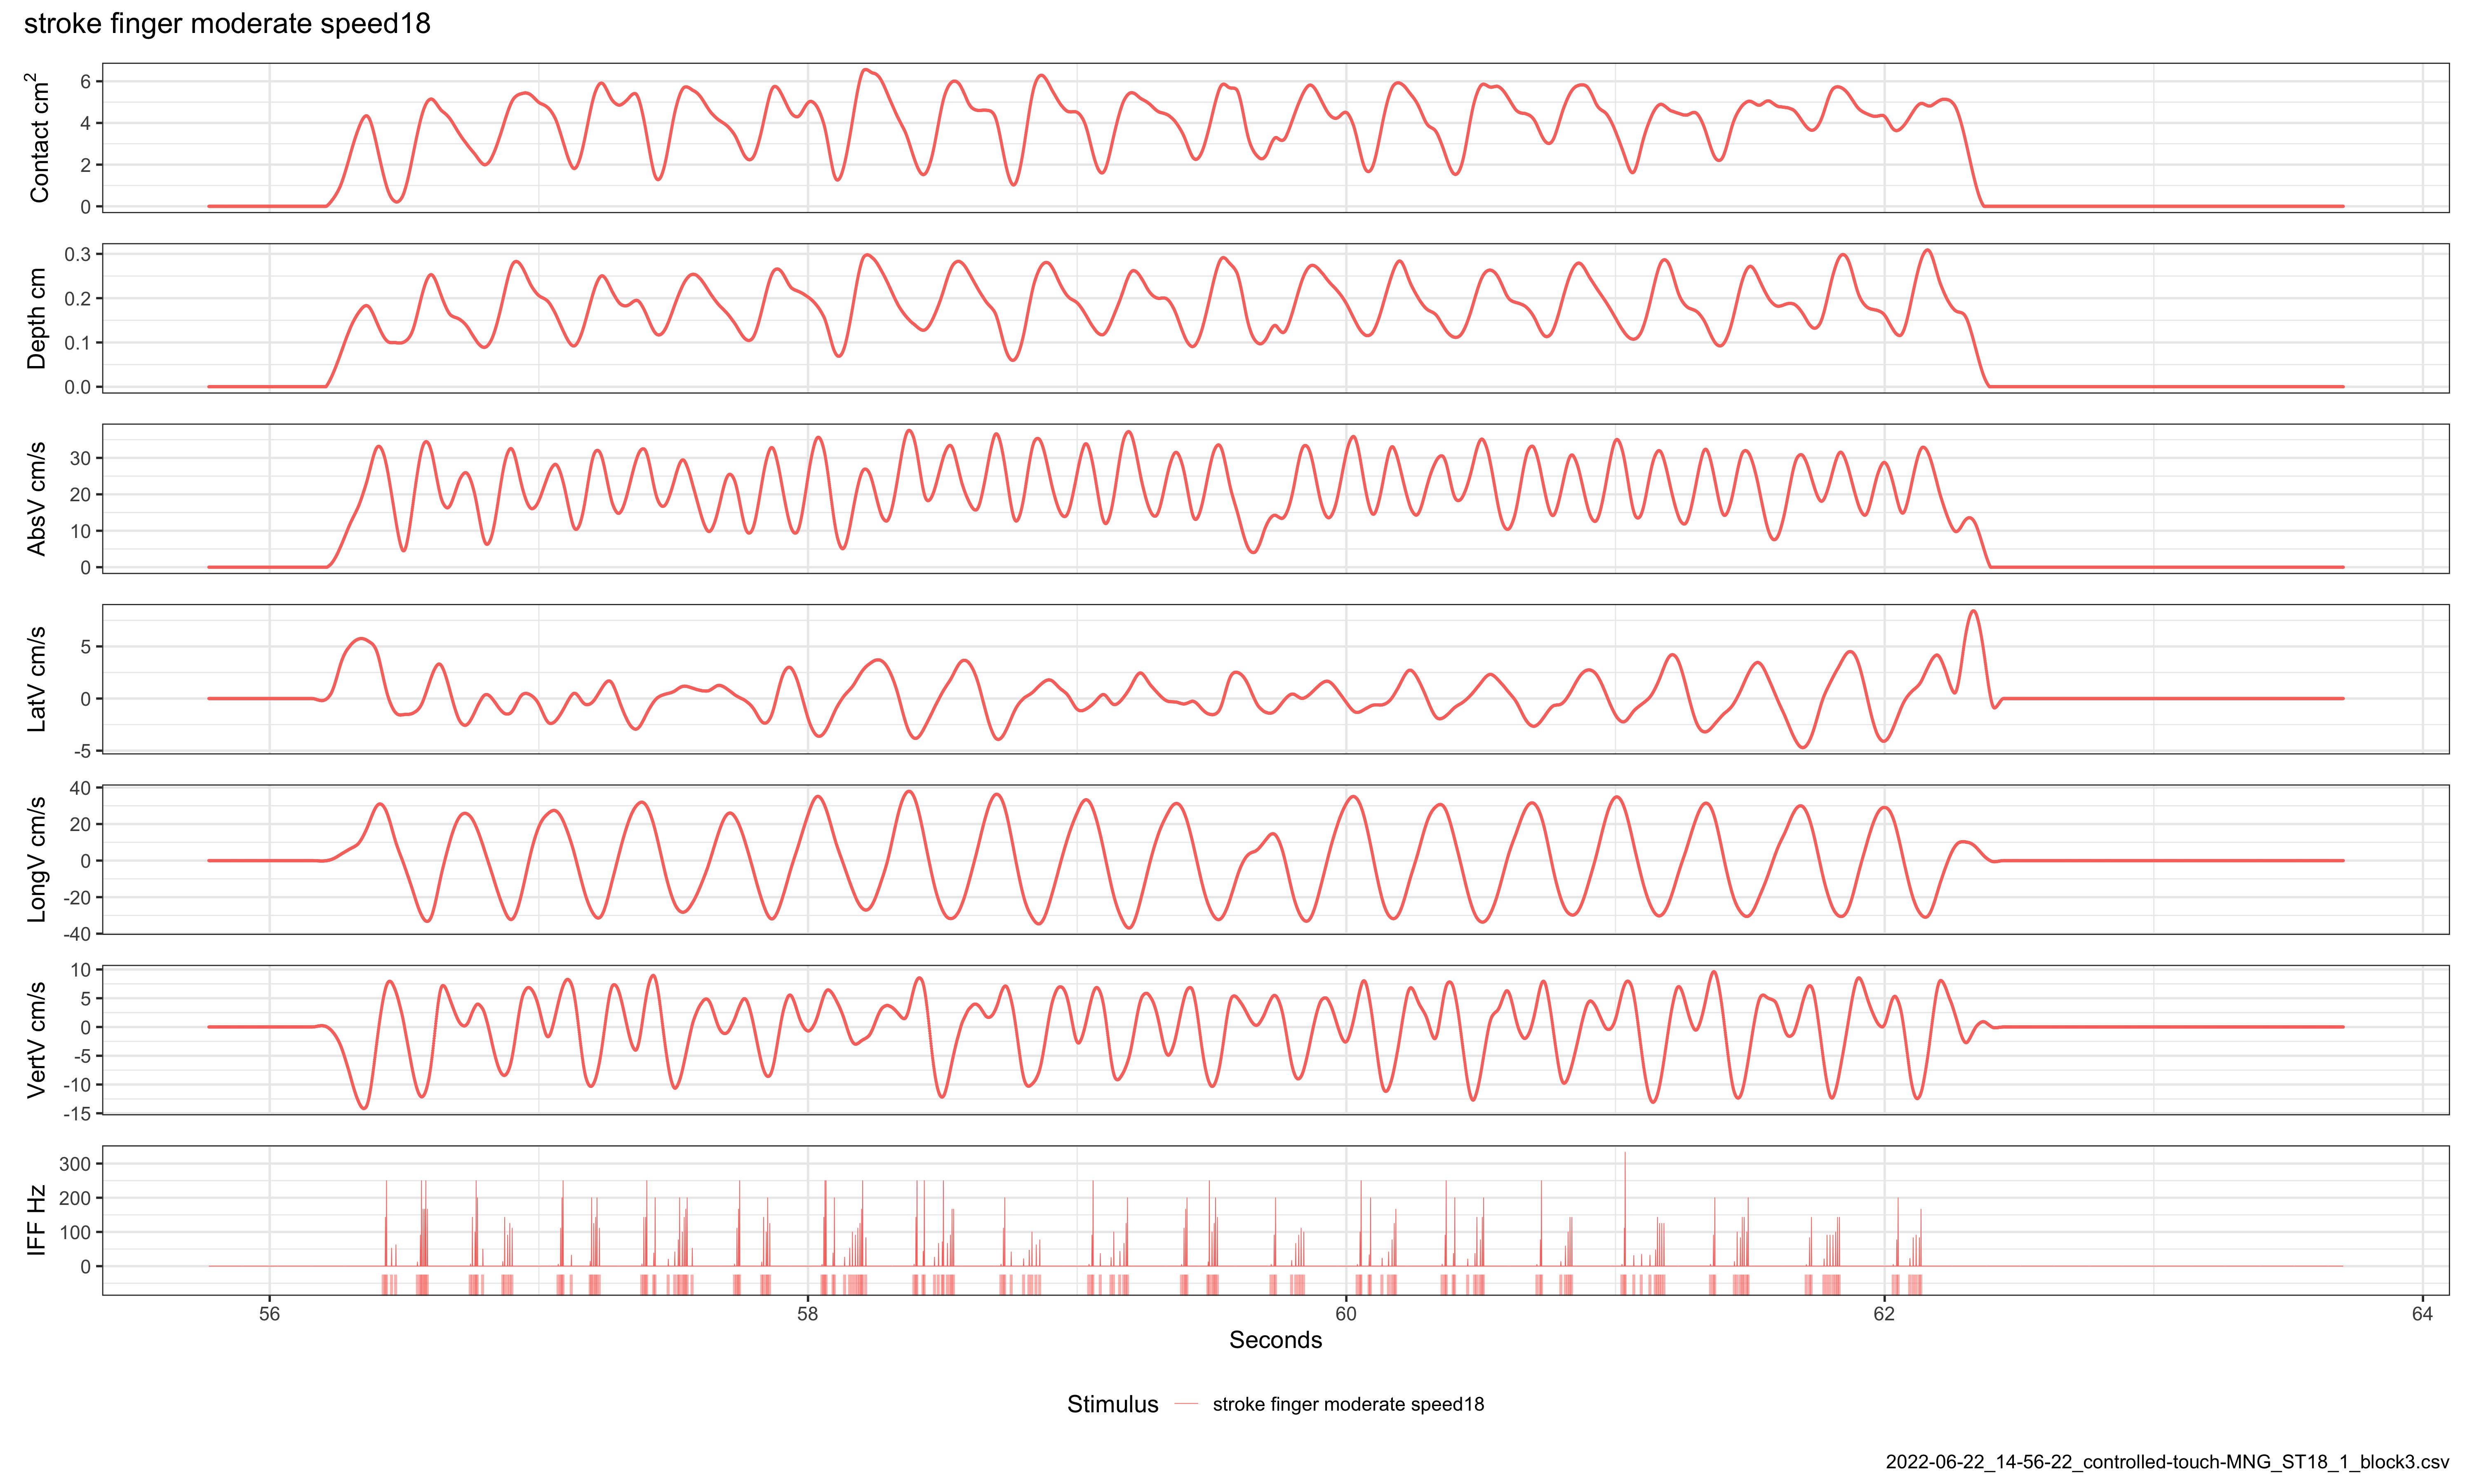 stroke finger moderate speed18
Contact cm²
6
4
2
0
Depth cm
0.3
0.2
0.1
0.0
AbsV cm/s
30
20
10
0
LatV cm/s
5
0
-5
LongV cm/s
40
20
0
-20
-40
VertV cm/s
10
5
0
-5
-10
-15
IFF Hz
300
200
100
0
56 58 60 62 64
Seconds
Stimulus stroke finger moderate speed18
2022-06-22_14-56-22_controlled-touch-MNG_ST18_1_block3.csv